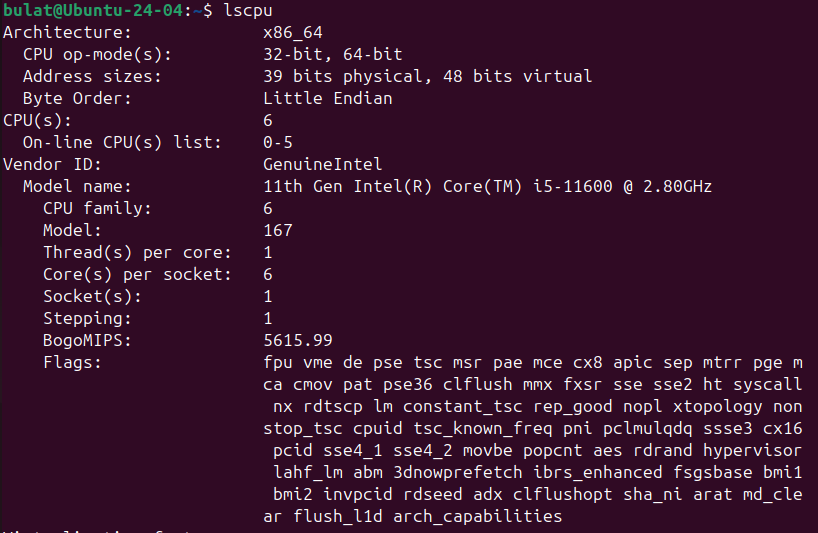 bulat@Ubuntu-24-04:~$ lscpu
Architecture: x86_64
CPU op-mode(s): 32-bit, 64-bit
Address sizes: 39 bits physical, 48 bits virtual
Byte Order: Little Endian
CPU(s): 6
On-line CPU(s) list: 0-5
Vendor ID: GenuineIntel
Model name: 11th Gen Intel(R) Core(TM) i5-11600 @ 2.80GHz
CPU family: 6
Model: 167
Thread(s) per core: 1
Core(s) per socket: 6
Socket(s): 1
Stepping: 1
BogoMIPS: 5615.99
Flags: fpu vme de pse tsc msr pae mce cx8 apic sep mtrr pge m
ca cmov pat pse36 clflush mmx fxsr sse sse2 ht syscall
nx rdtscp lm constant_tsc rep_good nopl xtopology non
stop_tsc cpuid tsc_known_freq pni pclmulqdq ssse3 cx16
pcid sse4_1 sse4_2 movbe popcnt aes rdrand hypervisor
lahf_lm abm 3dnowprefetch ibrs_enhanced fsgsbase bmi1
bmi2 invpcid rdseed adx clflushopt sha_ni arat md_cle
ar flush_l1d arch_capabilities